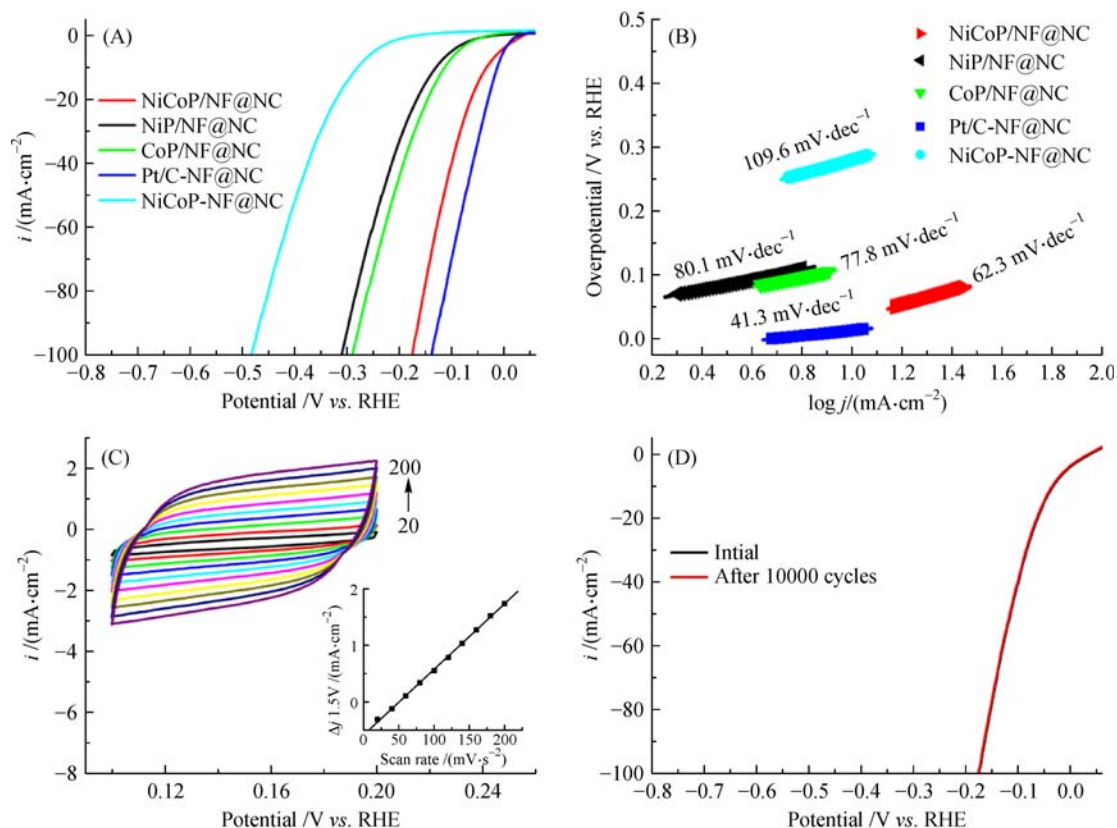 (A)
0
−20
−40
−60
−80
−100
i /(mA·cm−2)
NiCoP/NF@NC
NiP/NF@NC
CoP/NF@NC
Pt/C-NF@NC
NiCoP-NF@NC
−0.8 −0.7 −0.6 −0.5 −0.4 −0.3 −0.2 −0.1 0.0
Potential /V vs. RHE
(B)
0.5
0.4
0.3
0.2
0.1
0.0
Overpotential /V vs. RHE
NiCoP/NF@NC
NiP/NF@NC
CoP/NF@NC
Pt/C-NF@NC
NiCoP-NF@NC
109.6 mV·dec−1
80.1 mV·dec−1
77.8 mV·dec−1
62.3 mV·dec−1
41.3 mV·dec−1
0.2 0.4 0.6 0.8 1.0 1.2 1.4 1.6 1.8 2.0
log j/(mA·cm−2)
(C)
2
0
−2
−4
−6
−8
i /(mA·cm−2)
200
20
2
1
0
Δj 1.5V /(mA·cm−2)
0 50 100 150 200
Scan rate /(mV·s−2)
0.12 0.16 0.20 0.24
Potential /V vs. RHE
(D)
0
−20
−40
−60
−80
−100
i /(mA·cm−2)
Intial
After 10000 cycles
−0.8 −0.7 −0.6 −0.5 −0.4 −0.3 −0.2 −0.1 0.0
Potential /V vs. RHE